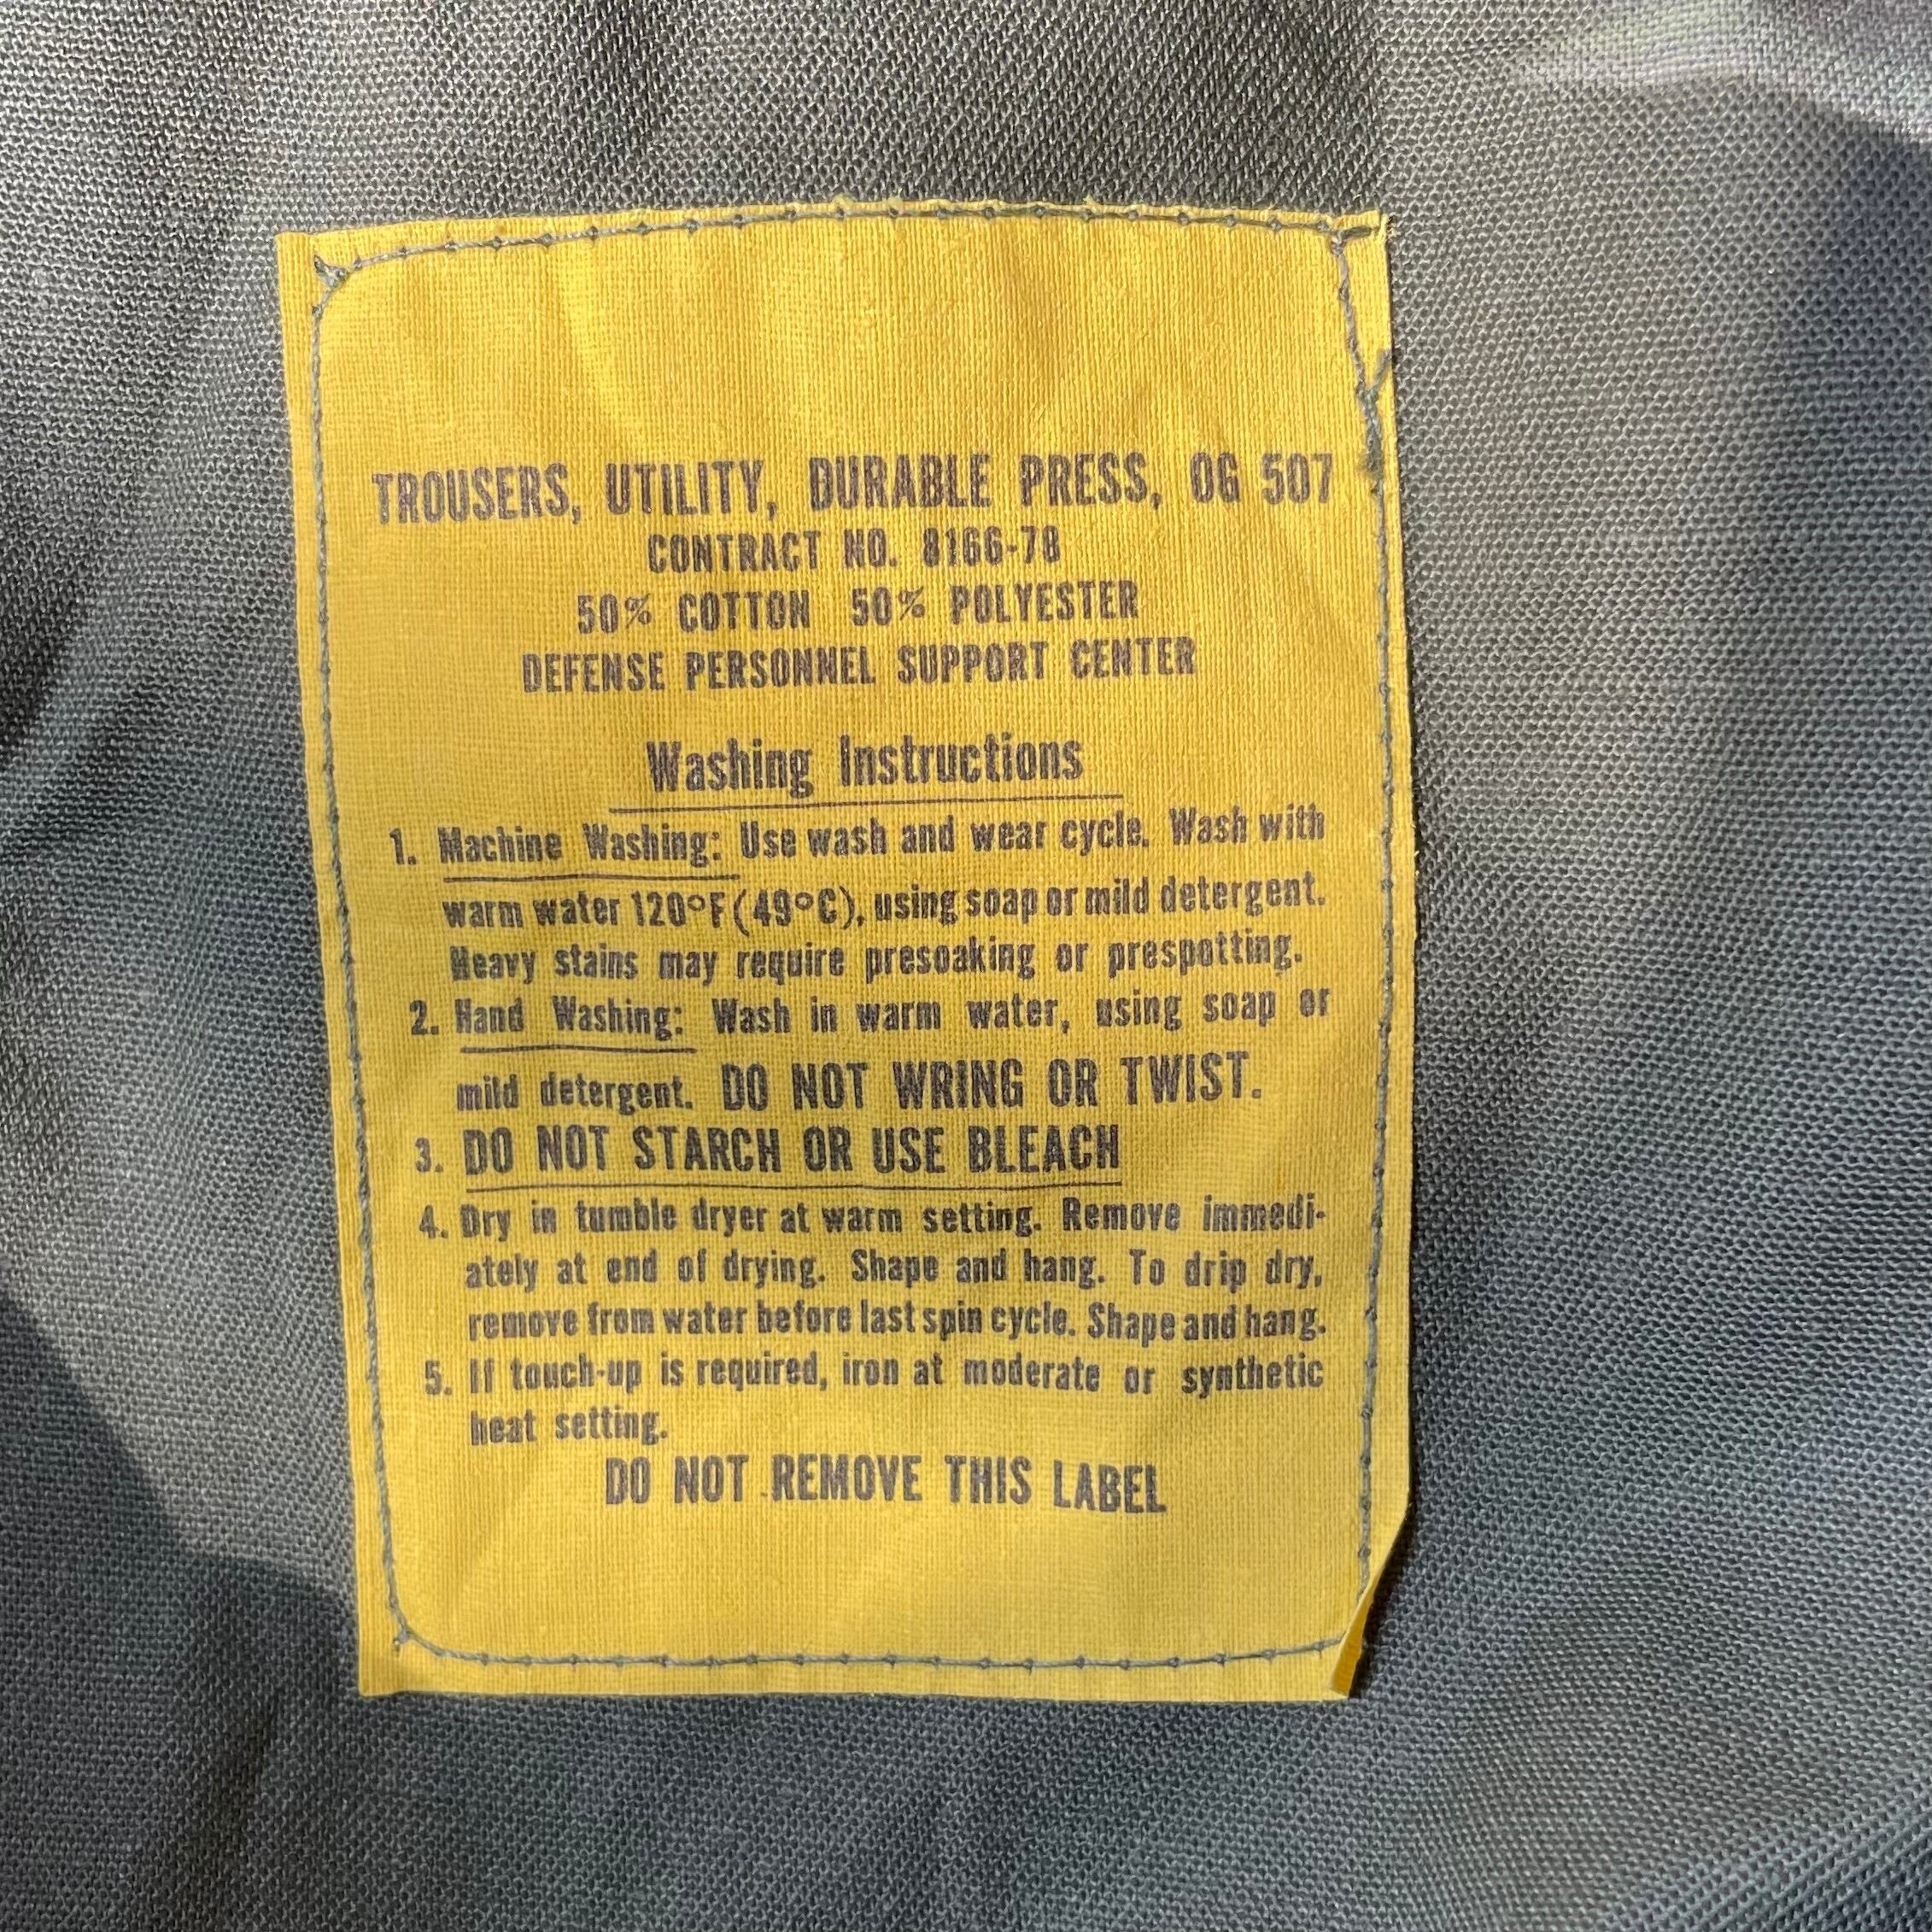 TROUSERS, UTILITY, DURABLE PRESS, OG 507
CONTRACT NO. 8166-78
50% COTTON 50% POLYESTER
DEFENSE PERSONNEL SUPPORT CENTER
Washing Instructions
1. Machine Washing: Use wash and wear cycle. Wash with
warm water 120°F (49°C), using soap or mild detergent.
Heavy stains may require presoaking or prespotting.
2. Hand Washing: Wash in warm water, using soap or
mild detergent. DO NOT WRING OR TWIST.
3. DO NOT STARCH OR USE BLEACH
4. Dry in tumble dryer at warm setting. Remove immedi-
ately at end of drying. Shape and hang. To drip dry,
remove from water before last spin cycle. Shape and hang.
5. If touch-up is required, iron at moderate or synthetic
heat setting.
DO NOT REMOVE THIS LABEL